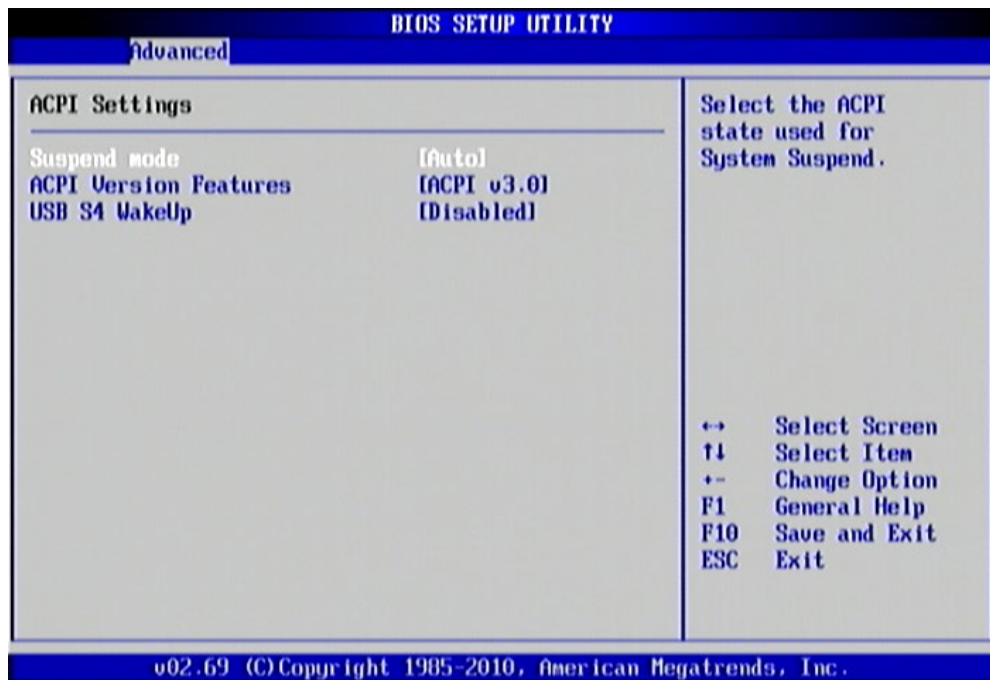 BIOS SETUP UTILITY
Advanced
ACPI Settings
Suspend mode [Auto]
ACPI Version Features [ACPI v3.0]
USB S4 WakeUp [Disabled]
Select the ACPI
state used for
System Suspend.
←→ Select Screen
↑↓ Select Item
+- Change Option
F1 General Help
F10 Save and Exit
ESC Exit
v02.69 (C)Copyright 1985-2010, American Megatrends, Inc.